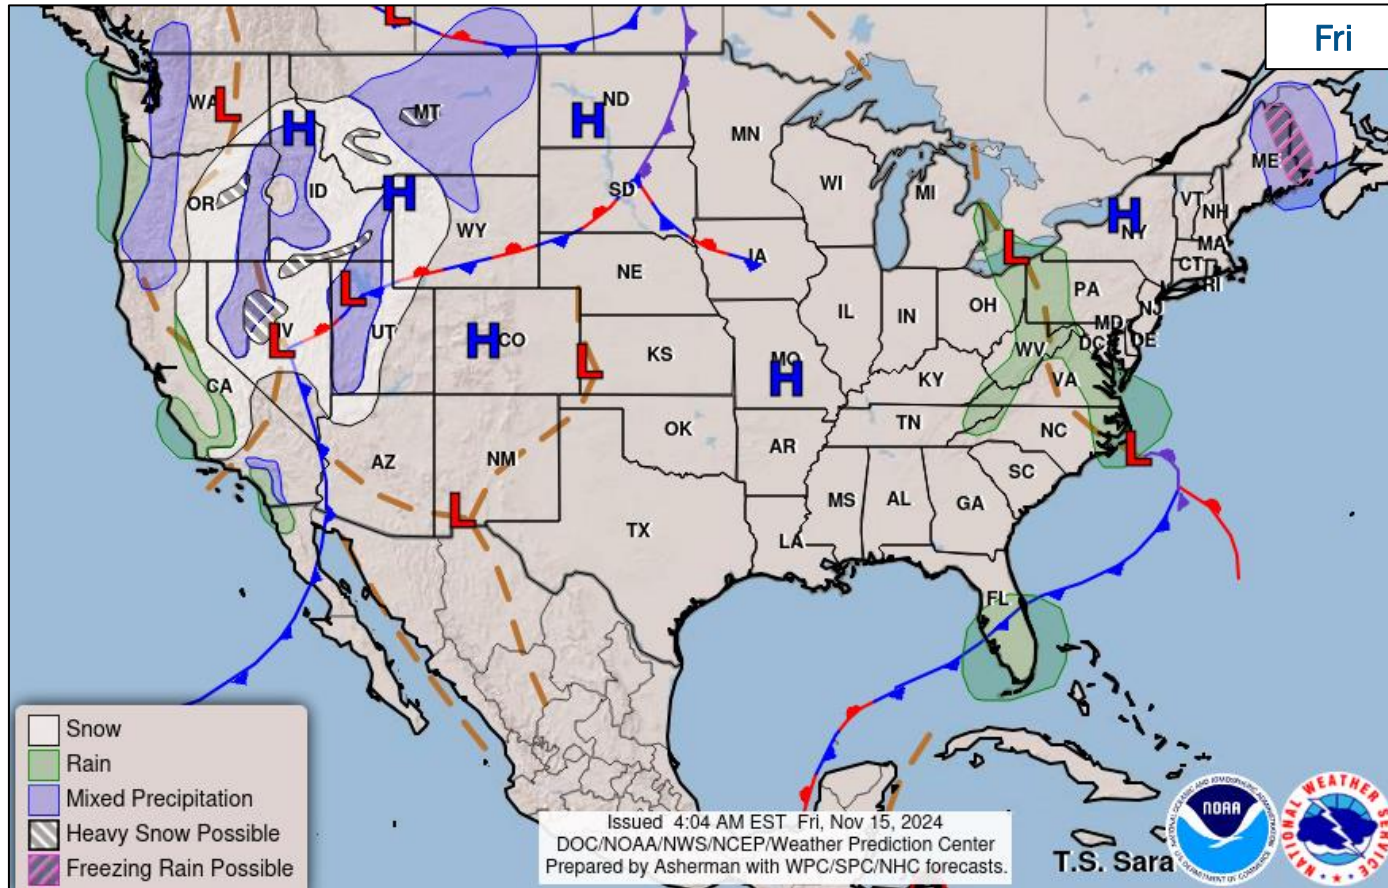 Fri
L
WA
L
H
MT
H
ND
MN
ME
OR
ID
H
SD
WI
MI
VT
NH
H
NY
WY
MA
CT
RI
L
IA
NE
L
PA
OH
NJ
IL
IN
MD
DE
DC
NV
L
UT
H
CO
L
KS
MO
H
WV
VA
KY
CA
TN
NC
OK
AR
L
AZ
NM
SC
L
MS
AL
GA
TX
LA
FL
Snow
Rain
Mixed Precipitation
Heavy Snow Possible
Freezing Rain Possible
Issued 4:04 AM EST Fri, Nov 15, 2024
DOC/NOAA/NWS/NCEP/Weather Prediction Center
Prepared by Asherman with WPC/SPC/NHC forecasts.
T.S. Sara
NOAA
NATIONAL WEATHER SERVICE